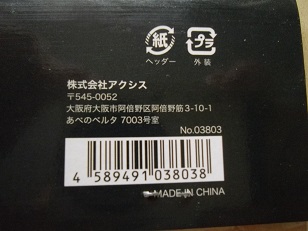 紙 プラ
ヘッダー 外装
株式会社アクシス
〒545-0052
大阪府大阪市阿倍野区阿倍野筋3-10-1
あべのベルタ 7003号室
No.03803
4 589491 038038
MADE IN CHINA